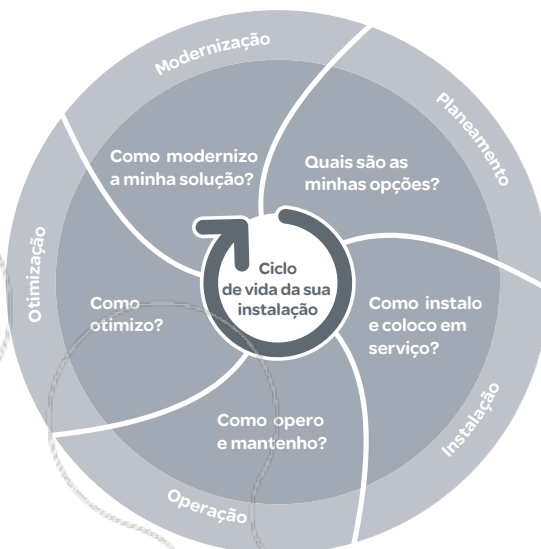 Modernização
Planeamento
Como modernizo
a minha solução?
Quais são as
minhas opções?
Otimização
Ciclo
de vida da sua
instalação
Como
otimizo?
Como instalo
e coloco em
serviço?
Como opero
e mantenho?
Instalação
Operação